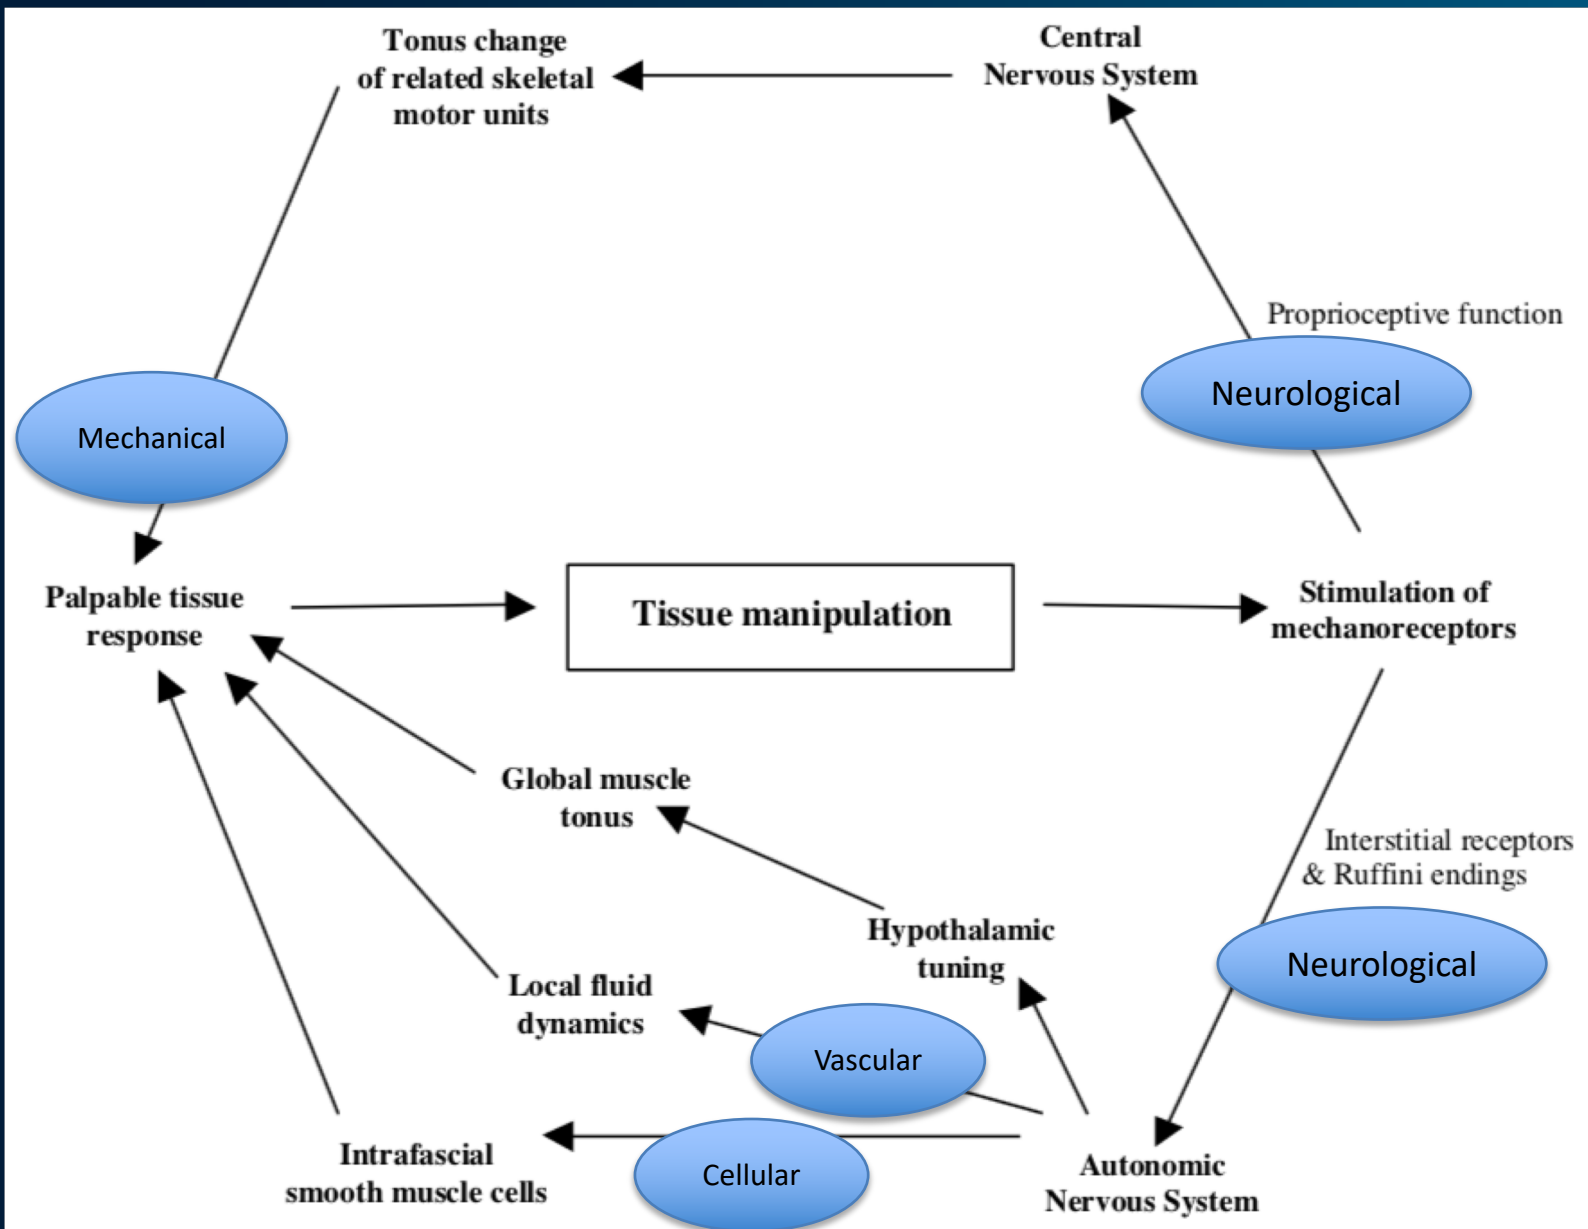 Tonus change
of related skeletal
motor units
Central
Nervous System
Proprioceptive function
Neurological
Mechanical
Palpable tissue
response
Tissue manipulation
Stimulation of
mechanoreceptors
Global muscle
tonus
Interstitial receptors
& Ruffini endings
Hypothalamic
tuning
Neurological
Local fluid
dynamics
Vascular
Intrafascial
smooth muscle cells
Cellular
Autonomic
Nervous System